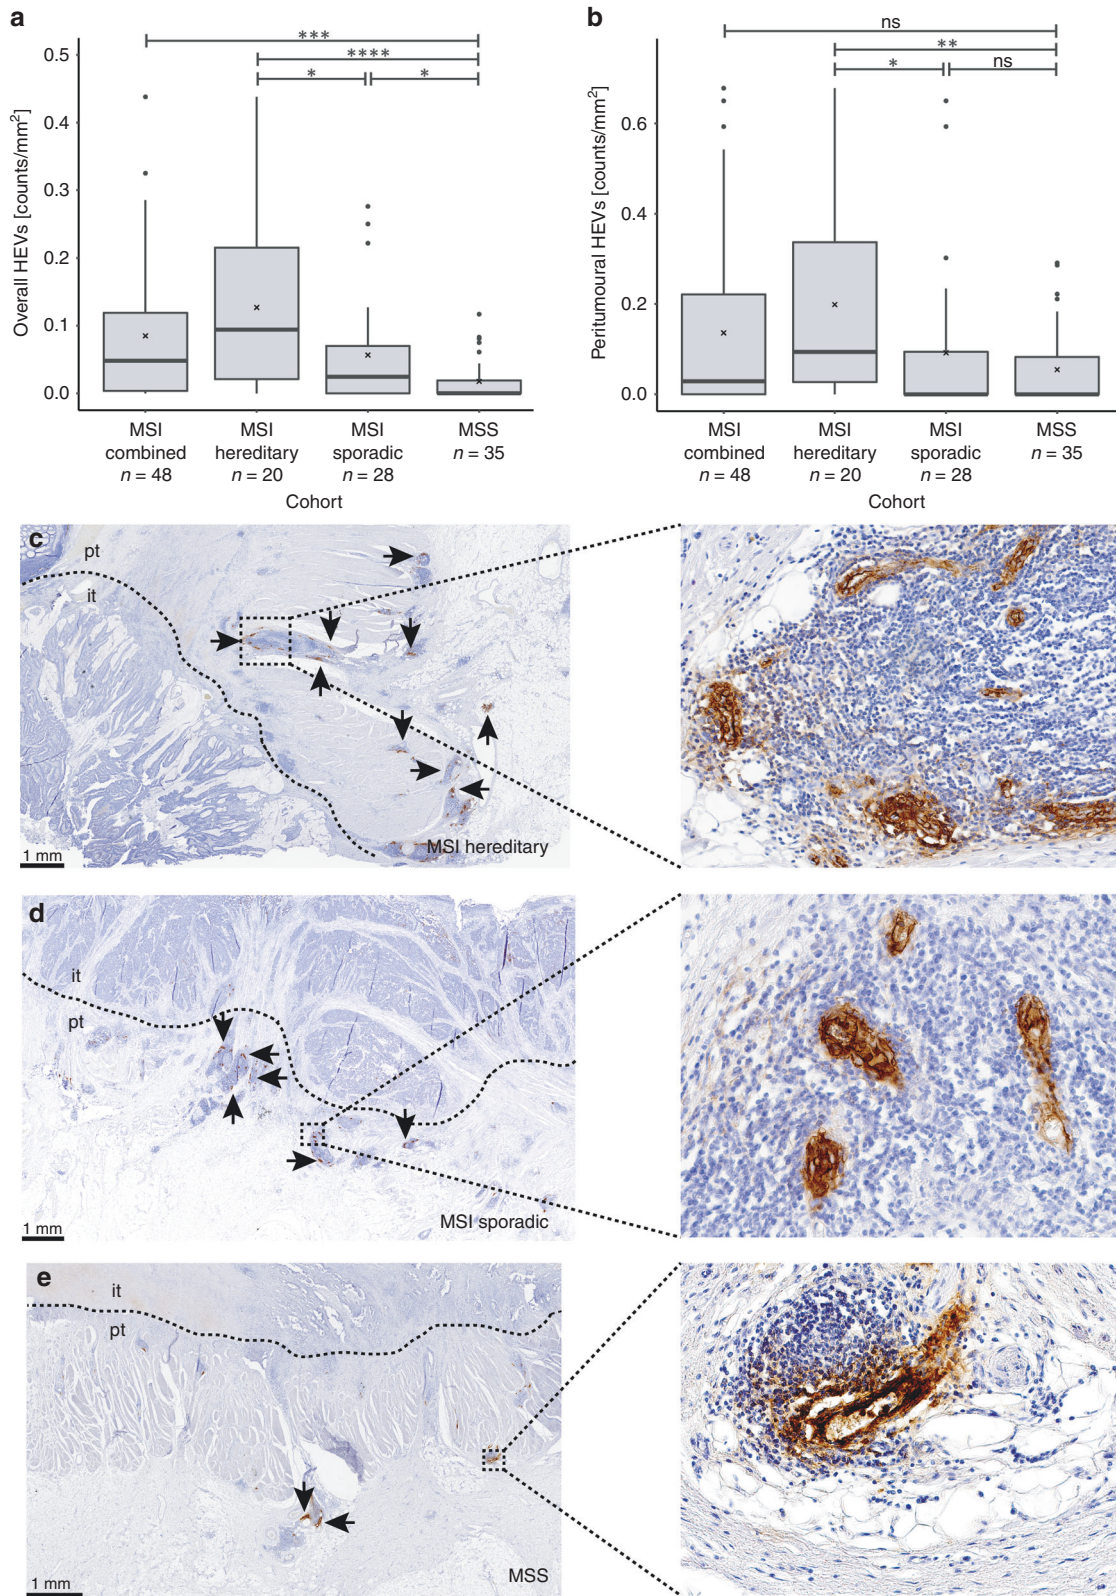 a
***
****
* *
Overall HEVs [counts/mm²]
0.5
0.4
0.3
0.2
0.1
0.0
MSI combined n = 48
MSI hereditary n = 20
MSI sporadic n = 28
MSS n = 35
Cohort
b
ns
**
* ns
Peritumoural HEVs [counts/mm²]
0.6
0.4
0.2
0.0
MSI combined n = 48
MSI hereditary n = 20
MSI sporadic n = 28
MSS n = 35
Cohort
c
pt
it
1 mm
MSI hereditary
d
it
pt
1 mm
MSI sporadic
e
it
pt
1 mm
MSS